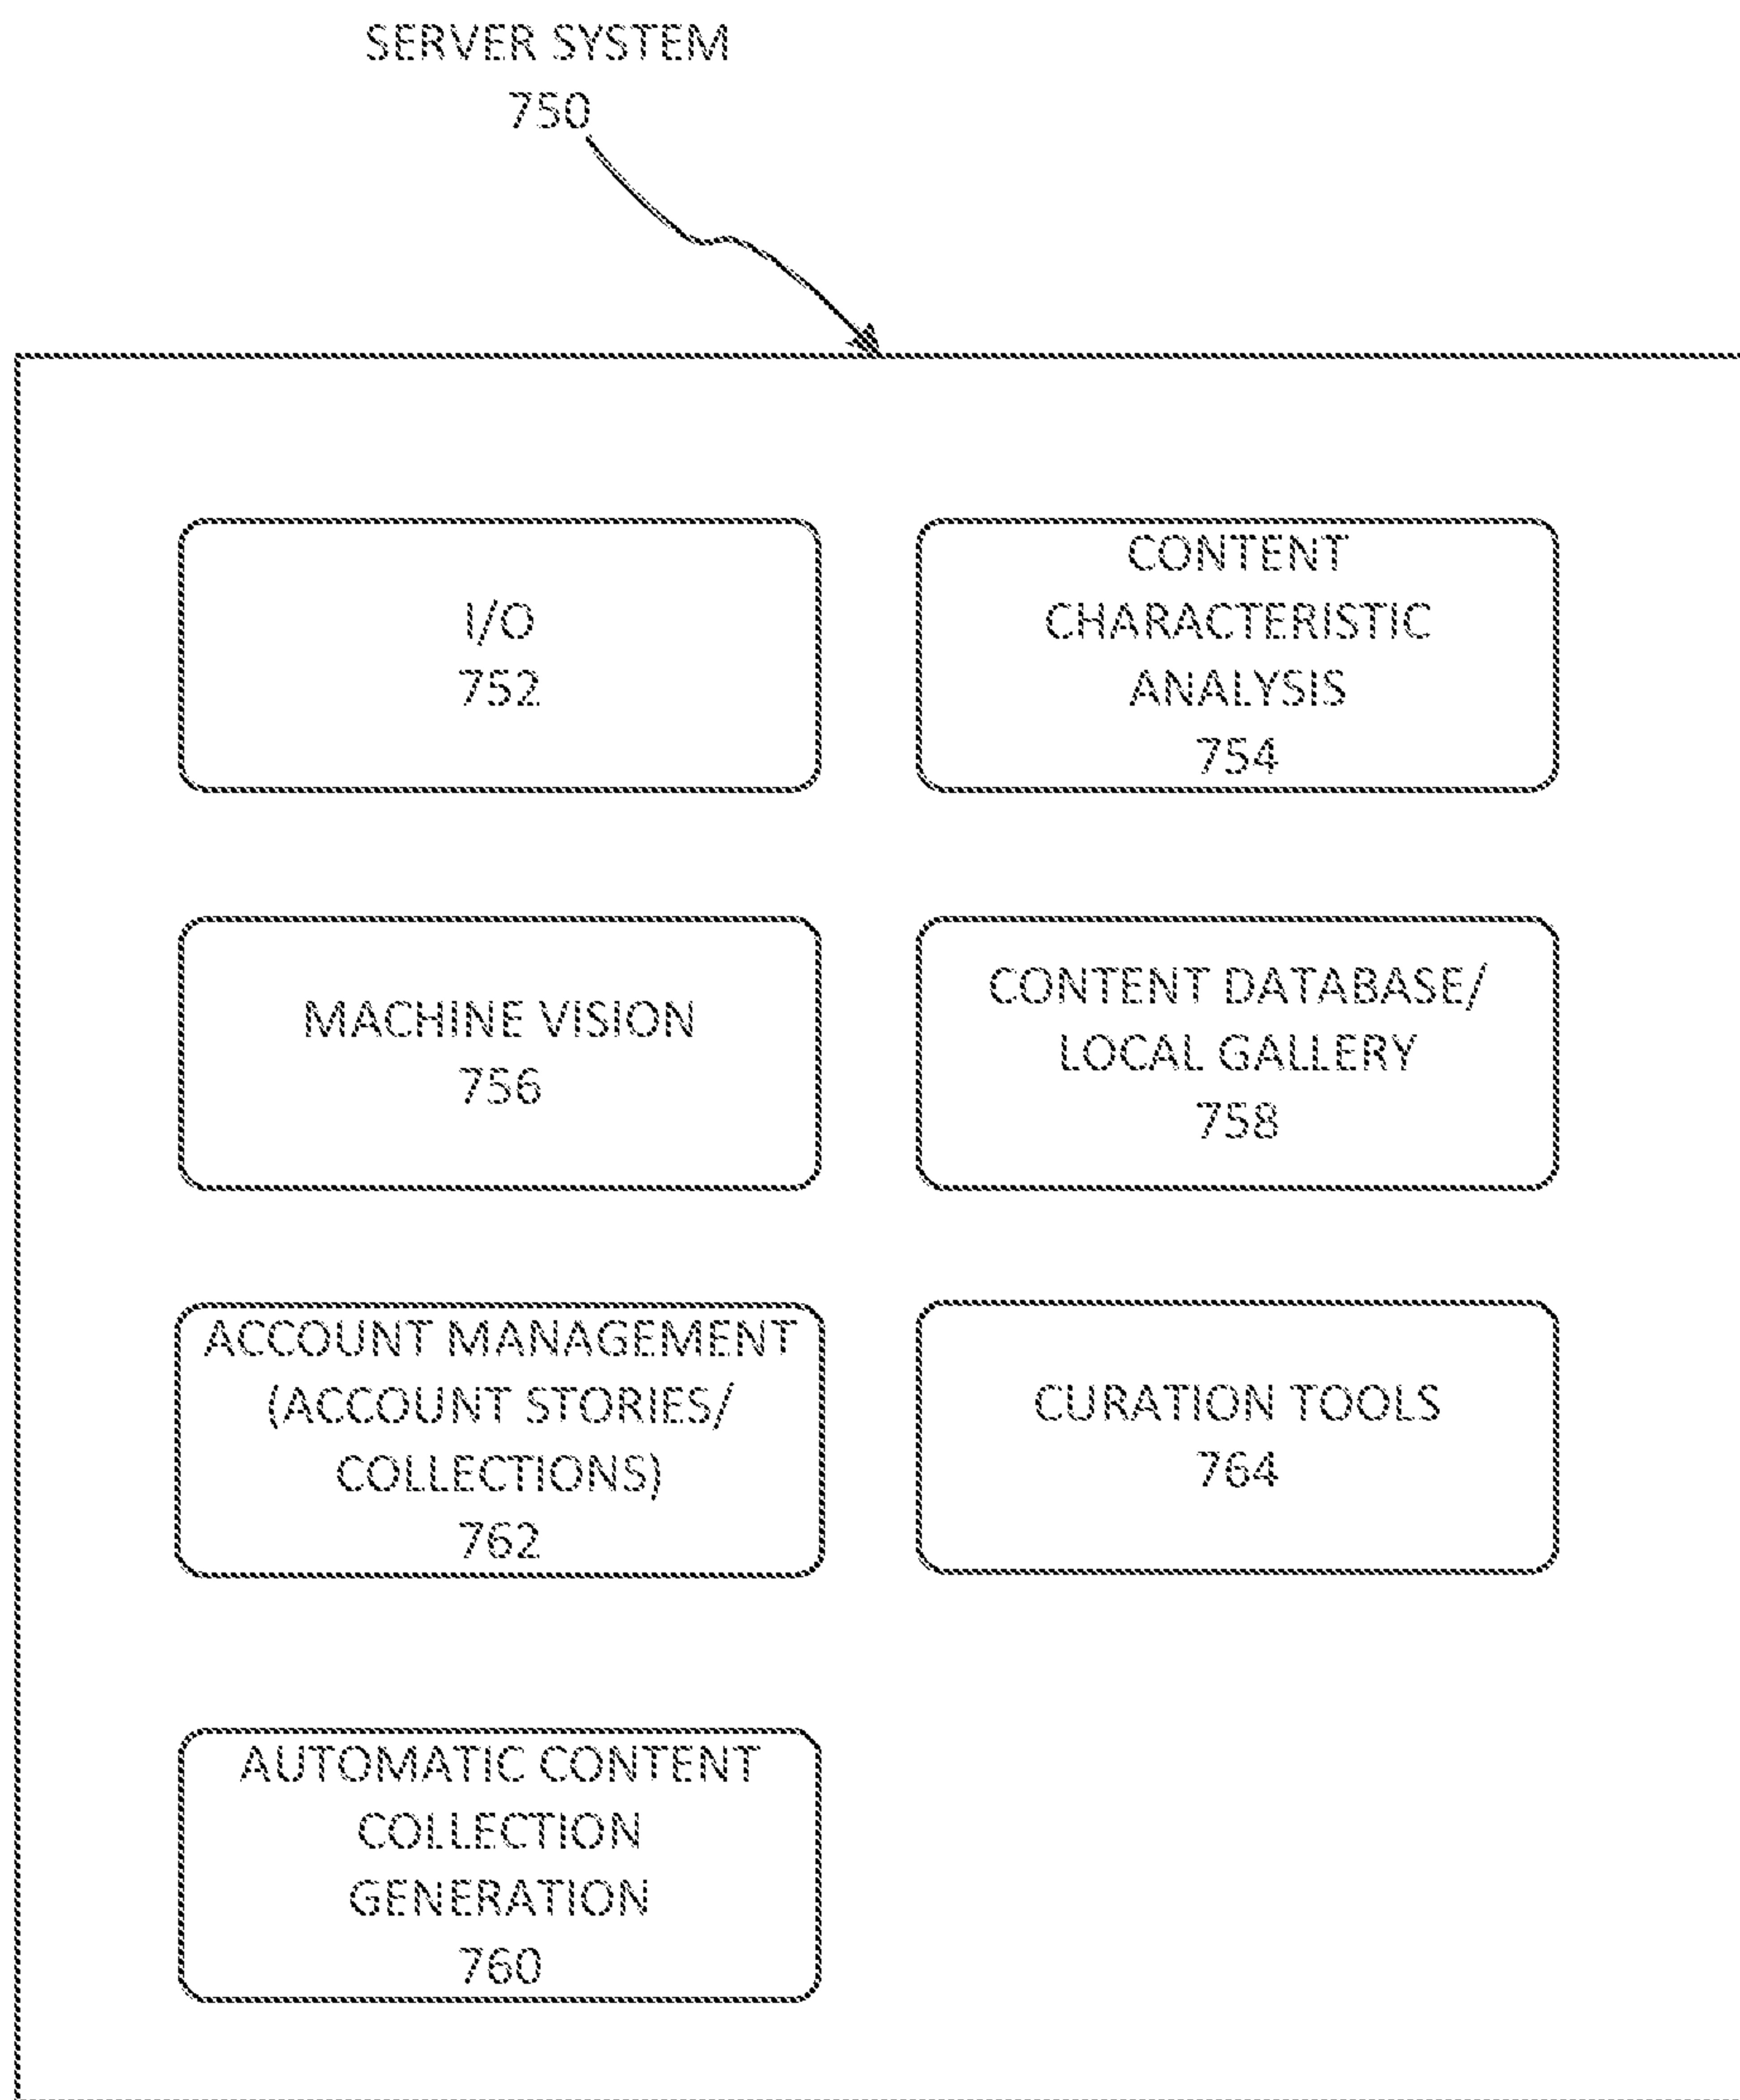 SERVER SYSTEM
750
I/O
752
CONTENT
CHARACTERISTIC
ANALYSIS
754
MACHINE VISION
756
CONTENT DATABASE/
LOCAL GALLERY
758
ACCOUNT MANAGEMENT
(ACCOUNT STORIES/
COLLECTIONS)
762
CURATION TOOLS
764
AUTOMATIC CONTENT
COLLECTION
GENERATION
760